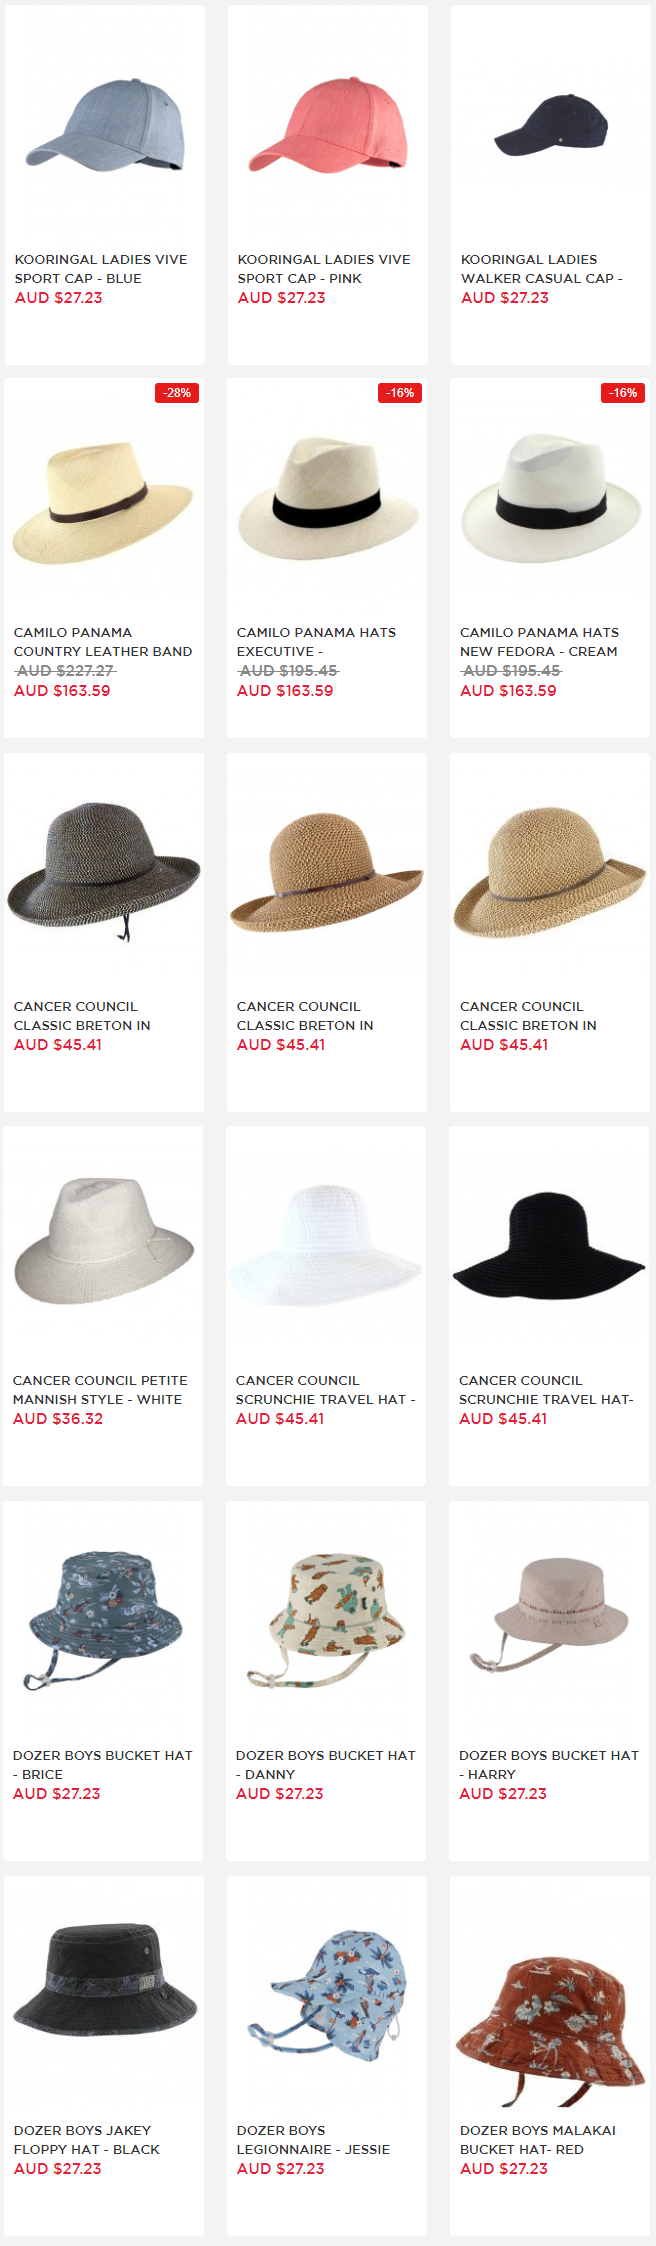 KOORINGAL LADIES VIVE
SPORT CAP - BLUE
AUD $27.23
KOORINGAL LADIES VIVE
SPORT CAP - PINK
AUD $27.23
KOORINGAL LADIES
WALKER CASUAL CAP -
AUD $27.23
-28%
CAMILO PANAMA
COUNTRY LEATHER BAND
AUD $227.27
AUD $163.59
-16%
CAMILO PANAMA HATS
EXECUTIVE -
AUD $195.45
AUD $163.59
-16%
CAMILO PANAMA HATS
NEW FEDORA - CREAM
AUD $195.45
AUD $163.59
CANCER COUNCIL
CLASSIC BRETON IN
AUD $45.41
CANCER COUNCIL
CLASSIC BRETON IN
AUD $45.41
CANCER COUNCIL
CLASSIC BRETON IN
AUD $45.41
CANCER COUNCIL PETITE
MANNISH STYLE - WHITE
AUD $36.32
CANCER COUNCIL
SCRUNCHIE TRAVEL HAT -
AUD $45.41
CANCER COUNCIL
SCRUNCHIE TRAVEL HAT-
AUD $45.41
DOZER BOYS BUCKET HAT
- BRICE
AUD $27.23
DOZER BOYS BUCKET HAT
- DANNY
AUD $27.23
DOZER BOYS BUCKET HAT
- HARRY
AUD $27.23
DOZER BOYS JAKEY
FLOPPY HAT - BLACK
AUD $27.23
DOZER BOYS
LEGIONNAIRE - JESSIE
AUD $27.23
DOZER BOYS MALAKAI
BUCKET HAT- RED
AUD $27.23